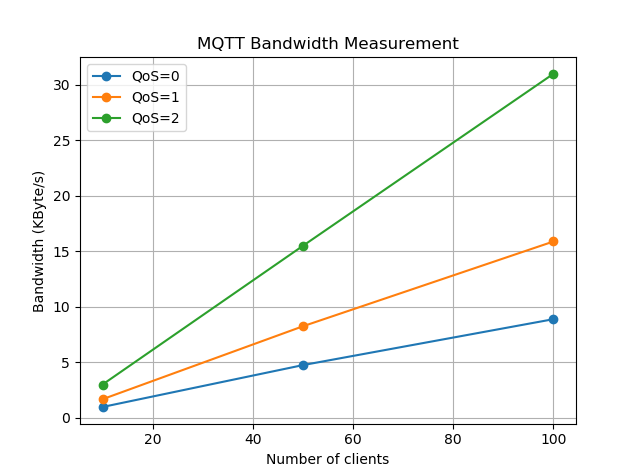 MQTT Bandwidth Measurement
QoS=0
QoS=1
QoS=2
Bandwidth (KByte/s)
30
25
20
15
10
5
0
20 40 60 80 100
Number of clients